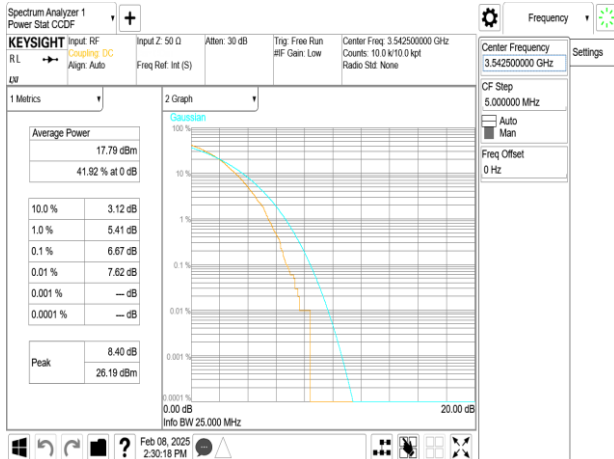 Spectrum Analyzer 1
Power Stat CCDF
Frequency
KEYSIGHT
RL
LXI
Input: RF
Coupling: DC
Align: Auto
Input Z: 50 Ω
Freq Ref: Int (S)
Atten: 30 dB
Trig: Free Run
#IF Gain: Low
Center Freq: 3.542500000 GHz
Counts: 10.0 k/10.0 kpt
Radio Std: None
Center Frequency
3.542500000 GHz
Settings
CF Step
5.000000 MHz
Auto
Man
Freq Offset
0 Hz
1 Metrics
Average Power
17.79 dBm
41.92 % at 0 dB
10.0 % 3.12 dB
1.0 % 5.41 dB
0.1 % 6.67 dB
0.01 % 7.62 dB
0.001 % --- dB
0.0001 % --- dB
Peak
8.40 dB
26.19 dBm
2 Graph
Gaussian
100 %
10 %
1 %
0.1 %
0.01 %
0.001 %
0.0001 %
0.00 dB 20.00 dB
Info BW 25.000 MHz
Feb 08, 2025
2:30:18 PM